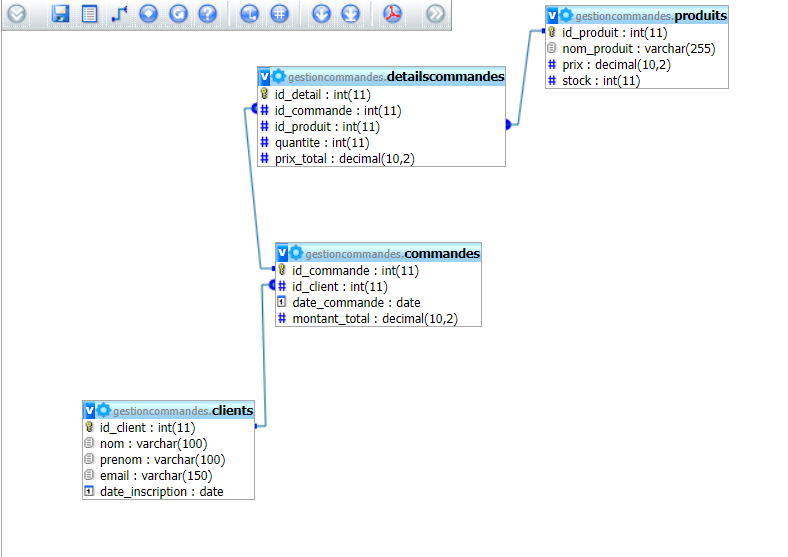 gestioncommandes.produits
id_produit : int(11)
nom_produit : varchar(255)
prix : decimal(10,2)
stock : int(11)
gestioncommandes.detailscommandes
id_detail : int(11)
id_commande : int(11)
id_produit : int(11)
quantite : int(11)
prix_total : decimal(10,2)
gestioncommandes.commandes
id_commande : int(11)
id_client : int(11)
date_commande : date
montant_total : decimal(10,2)
gestioncommandes.clients
id_client : int(11)
nom : varchar(100)
prenom : varchar(100)
email : varchar(150)
date_inscription : date